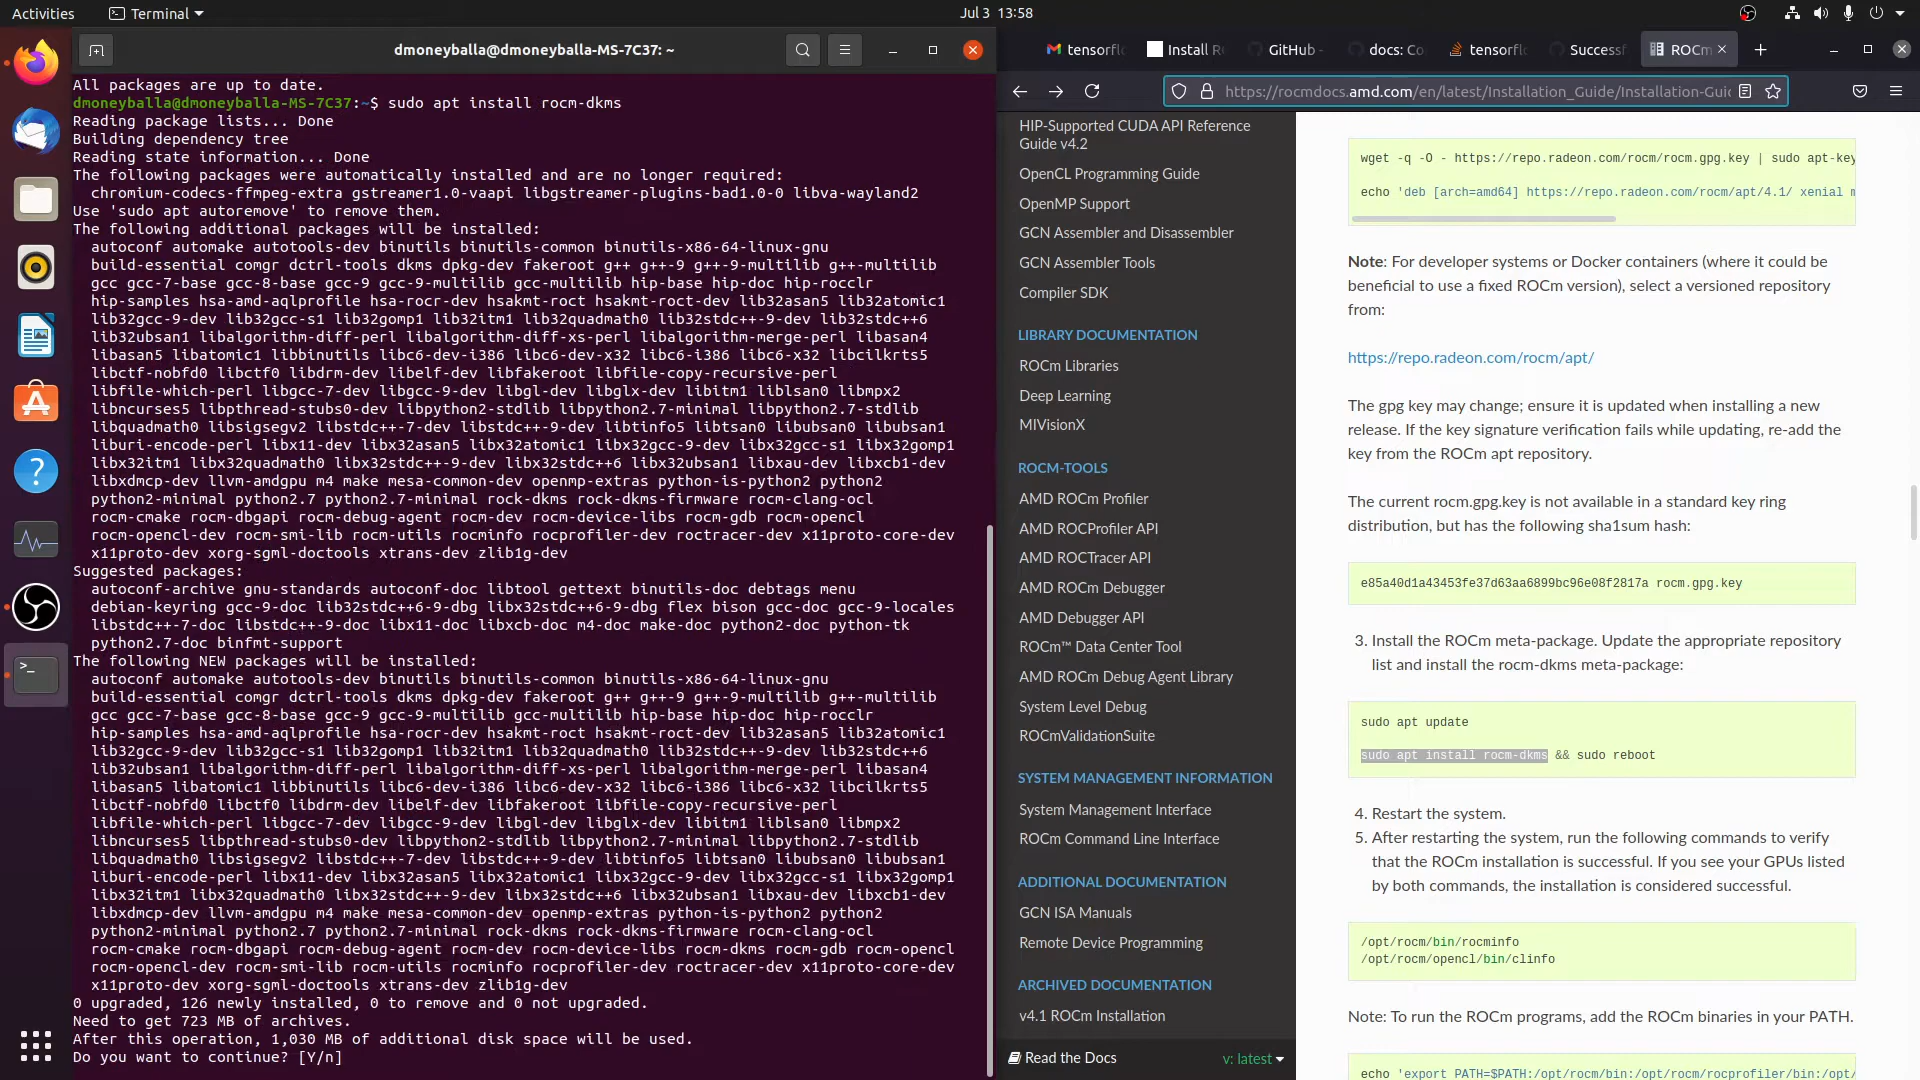 Activities
Terminal
Jul 3 13:58
dmoneyballa@dmoneyballa-MS-7C37: ~
All packages are up to date.
dmoneyballa@dmoneyballa-MS-7C37:~$ sudo apt install rocm-dkms
Reading package lists... Done
Building dependency tree
Reading state information... Done
The following packages were automatically installed and are no longer required:
chromium-codecs-ffmpeg-extra gstreamer1.0-vaapi libgstreamer-plugins-bad1.0-0 libva-wayland2
Use 'sudo apt autoremove' to remove them.
The following additional packages will be installed:
autoconf automake autotools-dev binutils binutils-common binutils-x86-64-linux-gnu
build-essential comgr dctrl-tools dkms dpkg-dev fakeroot g++ g++-9 g++-9-multilib g++-multilib
gcc gcc-7-base gcc-8-base gcc-9 gcc-9-multilib gcc-multilib hip-base hip-doc hip-rocclr
hip-samples hsa-amd-aqlprofile hsa-rocr-dev hsakmt-roct hsakmt-roct-dev lib32asan5 lib32atomic1
lib32gcc-9-dev lib32gcc-s1 lib32gomp1 lib32itm1 lib32quadmath0 lib32stdc++-9-dev lib32stdc++6
lib32ubsan1 libalgorithm-diff-perl libalgorithm-diff-xs-perl libalgorithm-merge-perl libasan4
libasan5 libatomic1 libbinutils libc6-dev-i386 libc6-dev-x32 libc6-i386 libc6-x32 libcilkrts5
libctf-nobfd0 libctf0 libdrm-dev libelf-dev libfakeroot libfile-copy-recursive-perl
libfile-which-perl libgcc-7-dev libgcc-9-dev libgl-dev libglx-dev libitm1 liblsan0 libmpx2
libncurses5 libpthread-stubs0-dev libpython2-stdlib libpython2.7-minimal libpython2.7-stdlib
libquadmath0 libsigsegv2 libstdc++-7-dev libstdc++-9-dev libtinfo5 libtsan0 libubsan0 libubsan1
liburi-encode-perl libx11-dev libx32asan5 libx32atomic1 libx32gcc-9-dev libx32gcc-s1 libx32gomp1
libx32itm1 libx32quadmath0 libx32stdc++-9-dev libx32stdc++6 libx32ubsan1 libxau-dev libxcb1-dev
libxdmcp-dev llvm-amdgpu m4 make mesa-common-dev openmp-extras python-is-python2 python2
python2-minimal python2.7 python2.7-minimal rock-dkms rock-dkms-firmware rocm-clang-ocl
rocm-cmake rocm-dbgapi rocm-debug-agent rocm-dev rocm-device-libs rocm-gdb rocm-opencl
rocm-opencl-dev rocm-smi-lib rocm-utils rocminfo rocprofiler-dev roctracer-dev x11proto-core-dev
x11proto-dev xorg-sgml-doctools xtrans-dev zlib1g-dev
Suggested packages:
autoconf-archive gnu-standards autoconf-doc libtool gettext binutils-doc debtags menu
debian-keyring gcc-9-doc lib32stdc++6-9-dbg libx32stdc++6-9-dbg flex bison gcc-doc gcc-9-locales
libstdc++-7-doc libstdc++-9-doc libx11-doc libxcb-doc m4-doc make-doc python2-doc python-tk
python2.7-doc binfmt-support
The following NEW packages will be installed:
autoconf automake autotools-dev binutils binutils-common binutils-x86-64-linux-gnu
build-essential comgr dctrl-tools dkms dpkg-dev fakeroot g++ g++-9 g++-9-multilib g++-multilib
gcc gcc-7-base gcc-8-base gcc-9 gcc-9-multilib gcc-multilib hip-base hip-doc hip-rocclr
hip-samples hsa-amd-aqlprofile hsa-rocr-dev hsakmt-roct hsakmt-roct-dev lib32asan5 lib32atomic1
lib32gcc-9-dev lib32gcc-s1 lib32gomp1 lib32itm1 lib32quadmath0 lib32stdc++-9-dev lib32stdc++6
lib32ubsan1 libalgorithm-diff-perl libalgorithm-diff-xs-perl libalgorithm-merge-perl libasan4
libasan5 libatomic1 libbinutils libc6-dev-i386 libc6-dev-x32 libc6-i386 libc6-x32 libcilkrts5
libctf-nobfd0 libctf0 libdrm-dev libelf-dev libfakeroot libfile-copy-recursive-perl
libfile-which-perl libgcc-7-dev libgcc-9-dev libgl-dev libglx-dev libitm1 liblsan0 libmpx2
libncurses5 libpthread-stubs0-dev libpython2-stdlib libpython2.7-minimal libpython2.7-stdlib
libquadmath0 libsigsegv2 libstdc++-7-dev libstdc++-9-dev libtinfo5 libtsan0 libubsan0 libubsan1
liburi-encode-perl libx11-dev libx32asan5 libx32atomic1 libx32gcc-9-dev libx32gcc-s1 libx32gomp1
libx32itm1 libx32quadmath0 libx32stdc++-9-dev libx32stdc++6 libx32ubsan1 libxau-dev libxcb1-dev
libxdmcp-dev llvm-amdgpu m4 make mesa-common-dev openmp-extras python-is-python2 python2
python2-minimal python2.7 python2.7-minimal rock-dkms rock-dkms-firmware rocm-clang-ocl
rocm-cmake rocm-dbgapi rocm-debug-agent rocm-dev rocm-device-libs rocm-dkms rocm-gdb rocm-opencl
rocm-opencl-dev rocm-smi-lib rocm-utils rocminfo rocprofiler-dev roctracer-dev x11proto-core-dev
x11proto-dev xorg-sgml-doctools xtrans-dev zlib1g-dev
0 upgraded, 126 newly installed, 0 to remove and 0 not upgraded.
Need to get 723 MB of archives.
After this operation, 1,030 MB of additional disk space will be used.
Do you want to continue? [Y/n]
tensorfl
Install R
GitHub -
docs: Co
tensorfl
Successf
ROCm
https://rocmdocs.amd.com/en/latest/Installation_Guide/Installation-Guid
HIP-Supported CUDA API Reference
Guide v4.2
OpenCL Programming Guide
OpenMP Support
GCN Assembler and Disassembler
GCN Assembler Tools
Compiler SDK
LIBRARY DOCUMENTATION
ROCm Libraries
Deep Learning
MIVisionX
ROCM-TOOLS
AMD ROCm Profiler
AMD ROCProfiler API
AMD ROCTracer API
AMD ROCm Debugger
AMD Debugger API
ROCm™ Data Center Tool
AMD ROCm Debug Agent Library
System Level Debug
ROCmValidationSuite
SYSTEM MANAGEMENT INFORMATION
System Management Interface
ROCm Command Line Interface
ADDITIONAL DOCUMENTATION
GCN ISA Manuals
Remote Device Programming
ARCHIVED DOCUMENTATION
v4.1 ROCm Installation
Read the Docs
v: latest
wget -q -O - https://repo.radeon.com/rocm/rocm.gpg.key | sudo apt-key
echo 'deb [arch=amd64] https://repo.radeon.com/rocm/apt/4.1/ xenial m
Note: For developer systems or Docker containers (where it could be
beneficial to use a fixed ROCm version), select a versioned repository
from:
https://repo.radeon.com/rocm/apt/
The gpg key may change; ensure it is updated when installing a new
release. If the key signature verification fails while updating, re-add the
key from the ROCm apt repository.
The current rocm.gpg.key is not available in a standard key ring
distribution, but has the following sha1sum hash:
e85a40d1a43453fe37d63aa6899bc96e08f2817a rocm.gpg.key
3. Install the ROCm meta-package. Update the appropriate repository
list and install the rocm-dkms meta-package:
sudo apt update
sudo apt install rocm-dkms && sudo reboot
4. Restart the system.
5. After restarting the system, run the following commands to verify
that the ROCm installation is successful. If you see your GPUs listed
by both commands, the installation is considered successful.
/opt/rocm/bin/rocminfo
/opt/rocm/opencl/bin/clinfo
Note: To run the ROCm programs, add the ROCm binaries in your PATH.
echo 'export PATH=$PATH:/opt/rocm/bin:/opt/rocm/rocprofiler/bin:/opt/